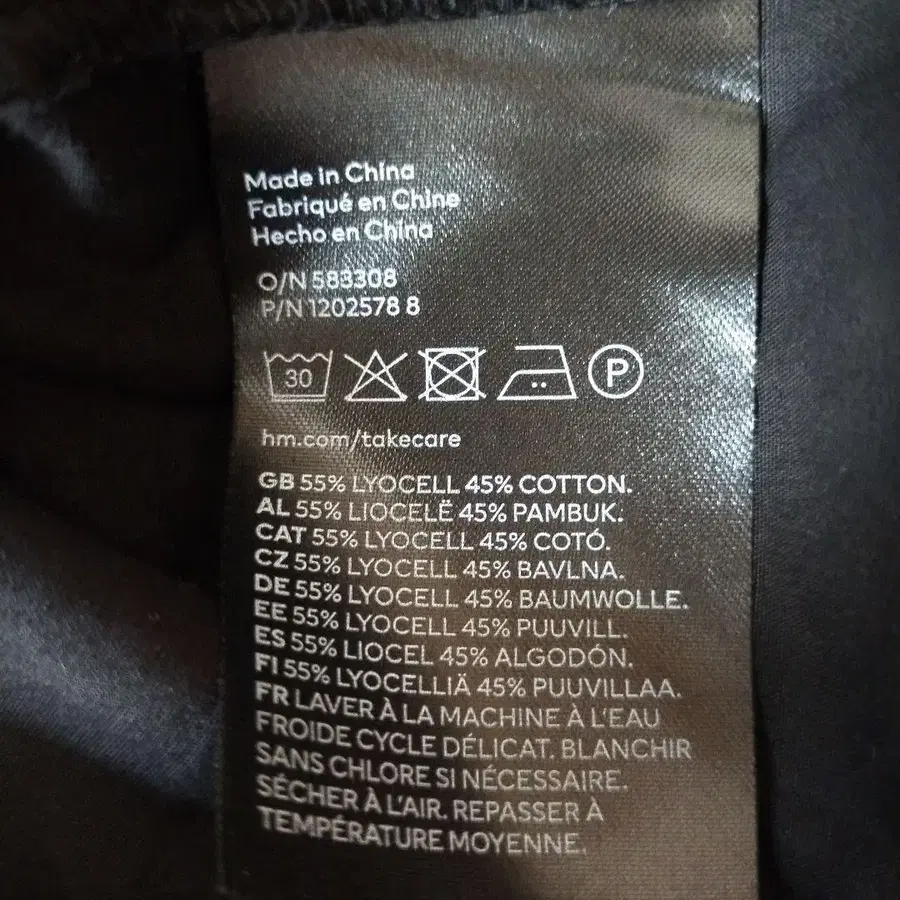 Made in China
Fabriqué en Chine
Hecho en China
O/N 583308
P/N 1202578 8
30 P
hm.com/takecare
GB 55% LYOCELL 45% COTTON.
AL 55% LIOCELË 45% PAMBUK.
CAT 55% LYOCELL 45% COTÓ.
CZ 55% LYOCELL 45% BAVLNA.
DE 55% LYOCELL 45% BAUMWOLLE.
EE 55% LYOCELL 45% PUUVILL.
ES 55% LIOCEL 45% ALGODÓN.
FI 55% LYOCELLIÄ 45% PUUVILLAA.
FR LAVER À LA MACHINE À L'EAU
FROIDE CYCLE DÉLICAT. BLANCHIR
SANS CHLORE SI NÉCESSAIRE.
SÉCHER À L'AIR. REPASSER À
TEMPÉRATURE MOYENNE.